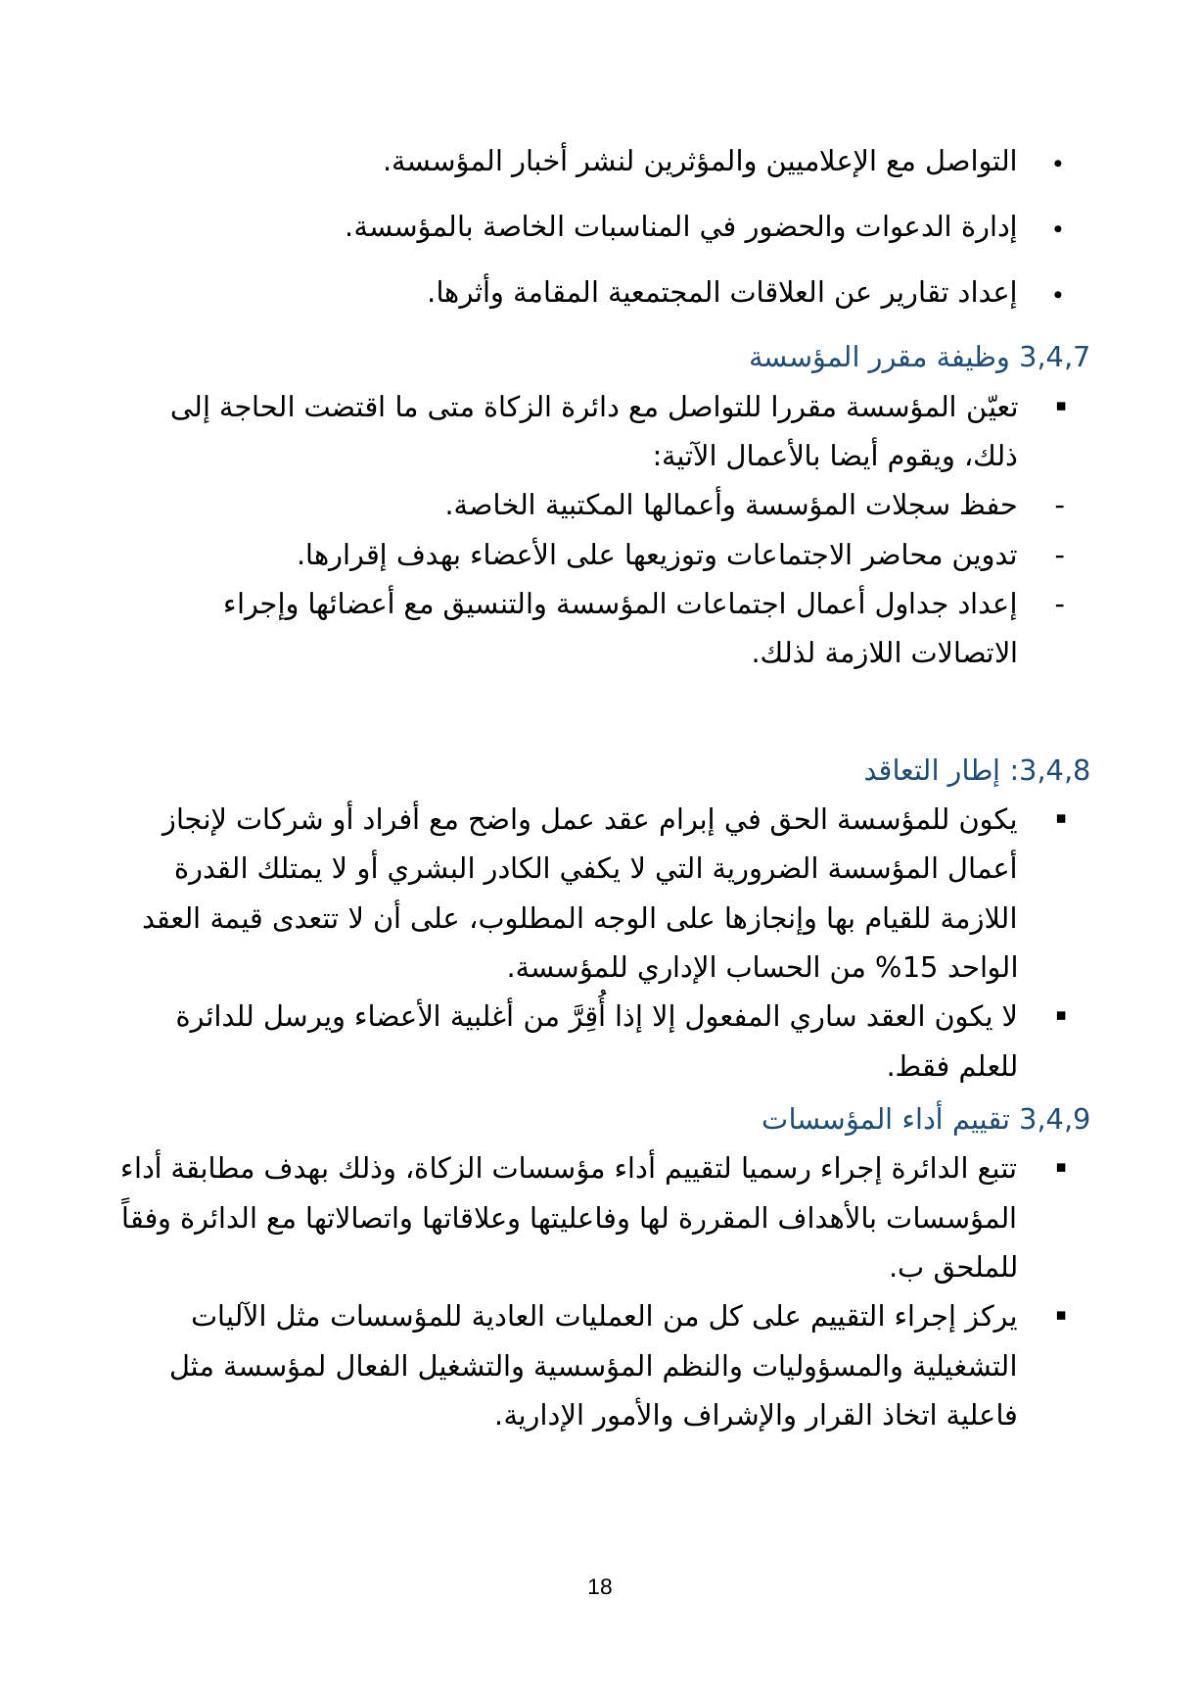 • التواصل مع الإعلاميين والمؤثرين لنشر أخبار المؤسسة.
• إدارة الدعوات والحضور في المناسبات الخاصة بالمؤسسة.
• إعداد تقارير عن العلاقات المجتمعية المقامة وأثرها.
3,4,7 وظيفة مقرر المؤسسة
▪ تعيّن المؤسسة مقررا للتواصل مع دائرة الزكاة متى ما اقتضت الحاجة إلى
ذلك، ويقوم أيضا بالأعمال الآتية:
- حفظ سجلات المؤسسة وأعمالها المكتبية الخاصة.
- تدوين محاضر الاجتماعات وتوزيعها على الأعضاء بهدف إقرارها.
- إعداد جداول أعمال اجتماعات المؤسسة والتنسيق مع أعضائها وإجراء
الاتصالات اللازمة لذلك.
3,4,8: إطار التعاقد
▪ يكون للمؤسسة الحق في إبرام عقد عمل واضح مع أفراد أو شركات لإنجاز
أعمال المؤسسة الضرورية التي لا يكفي الكادر البشري أو لا يمتلك القدرة
اللازمة للقيام بها وإنجازها على الوجه المطلوب، على أن لا تتعدى قيمة العقد
الواحد 15% من الحساب الإداري للمؤسسة.
▪ لا يكون العقد ساري المفعول إلا إذا أُقِرَّ من أغلبية الأعضاء ويرسل للدائرة
للعلم فقط.
3,4,9 تقييم أداء المؤسسات
▪ تتبع الدائرة إجراء رسميا لتقييم أداء مؤسسات الزكاة، وذلك بهدف مطابقة أداء
المؤسسات بالأهداف المقررة لها وفاعليتها وعلاقاتها واتصالاتها مع الدائرة وفقاً
للملحق ب.
▪ يركز إجراء التقييم على كل من العمليات العادية للمؤسسات مثل الآليات
التشغيلية والمسؤوليات والنظم المؤسسية والتشغيل الفعال لمؤسسة مثل
فاعلية اتخاذ القرار والإشراف والأمور الإدارية.
18